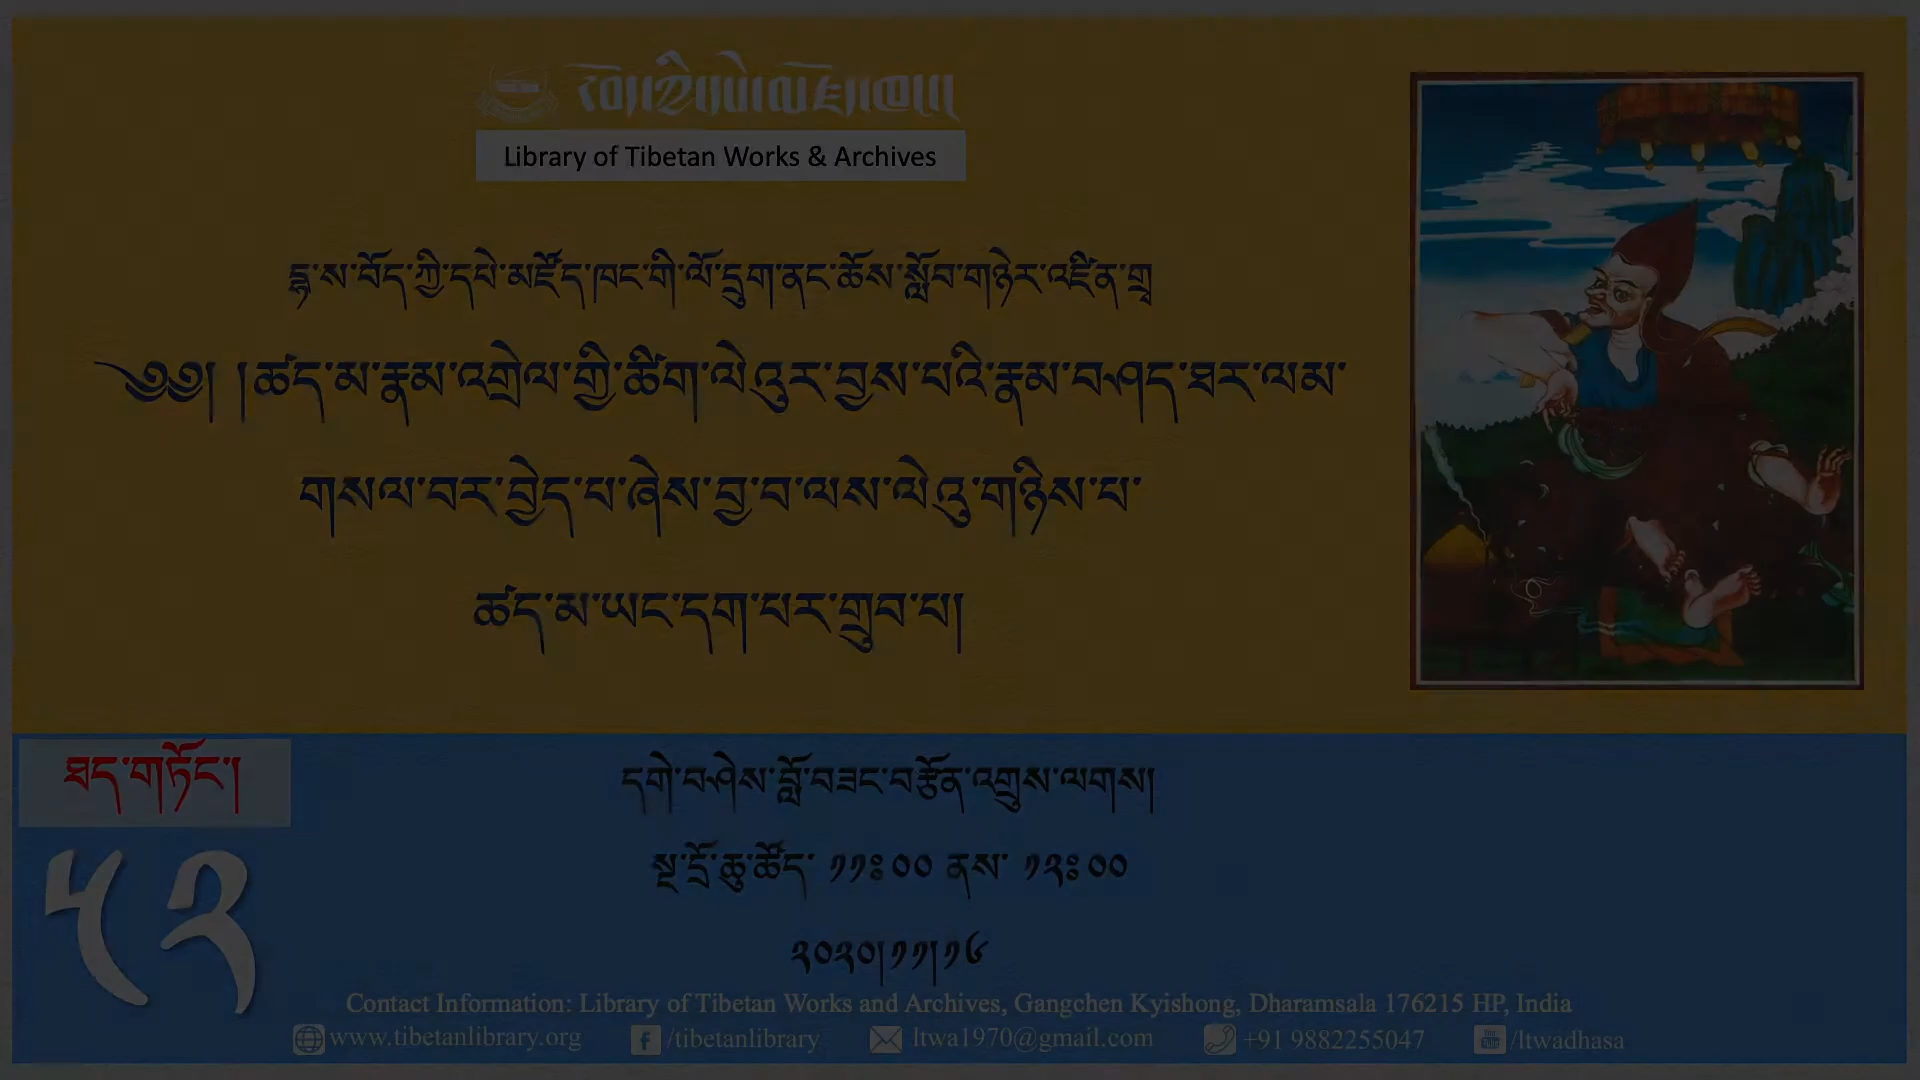 Library of Tibetan Works & Archives
རྡ་ས་བོད་ཀྱི་དཔེ་མཛོད་ཁང་གི་ལོ་དྲུག་ནང་ཆོས་སློབ་གཉེར་འཛིན་གྲྭ
༄༅། །ཚད་མ་རྣམ་འགྲེལ་གྱི་ཚིག་ལེའུར་བྱས་པའི་རྣམ་བཤད་ཐར་ལམ་
གསལ་བར་བྱེད་པ་ཞེས་བྱ་བ་ལས་ལེའུ་གཉིས་པ་
ཚད་མ་ཡང་དག་པར་གྲུབ་པ།
ཐད་གཏོང་།
༥༢
དགེ་བཤེས་བློ་བཟང་བརྩོན་འགྲུས་ལགས།
སྔ་དྲོ་ཆུ་ཚོད་ ༡༡:༠༠ ནས་ ༡༢:༠༠
༢༠༢༠།༡༡།༡༦
Contact Information: Library of Tibetan Works and Archives, Gangchen Kyishong, Dharamsala 176215 HP, India
www.tibetanlibrary.org /tibetanlibrary ltwa1970@gmail.com +91 9882255047 /ltwadhasa